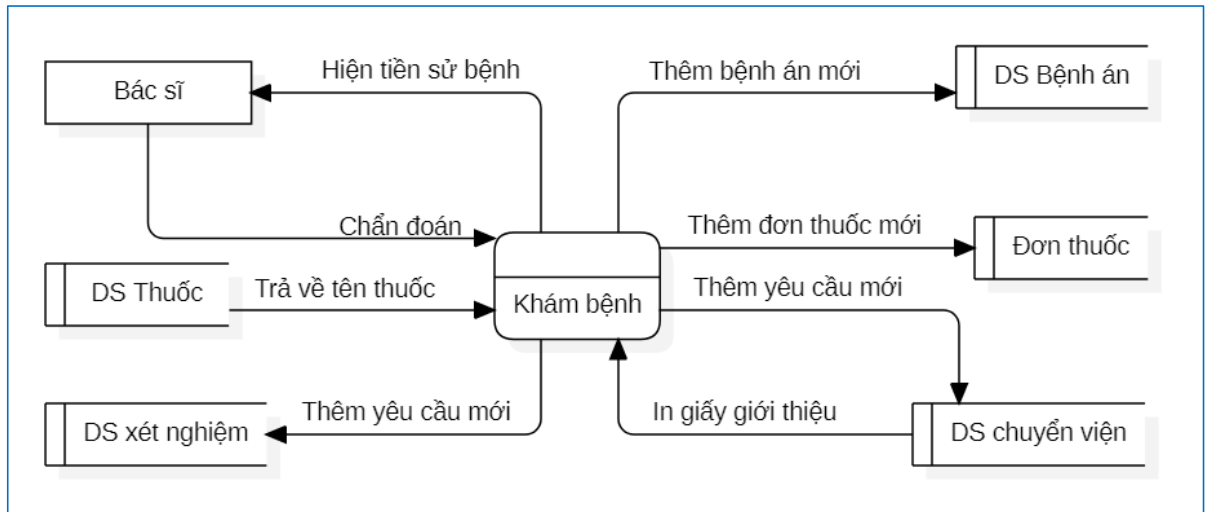 Hiện tiền sử bệnh
Thêm bệnh án mới
DS Bệnh án
Bác sĩ
Chẩn đoán
Thêm đơn thuốc mới
Đơn thuốc
DS Thuốc
Trả về tên thuốc
Khám bệnh
Thêm yêu cầu mới
DS xét nghiệm
Thêm yêu cầu mới
In giấy giới thiệu
DS chuyển viện